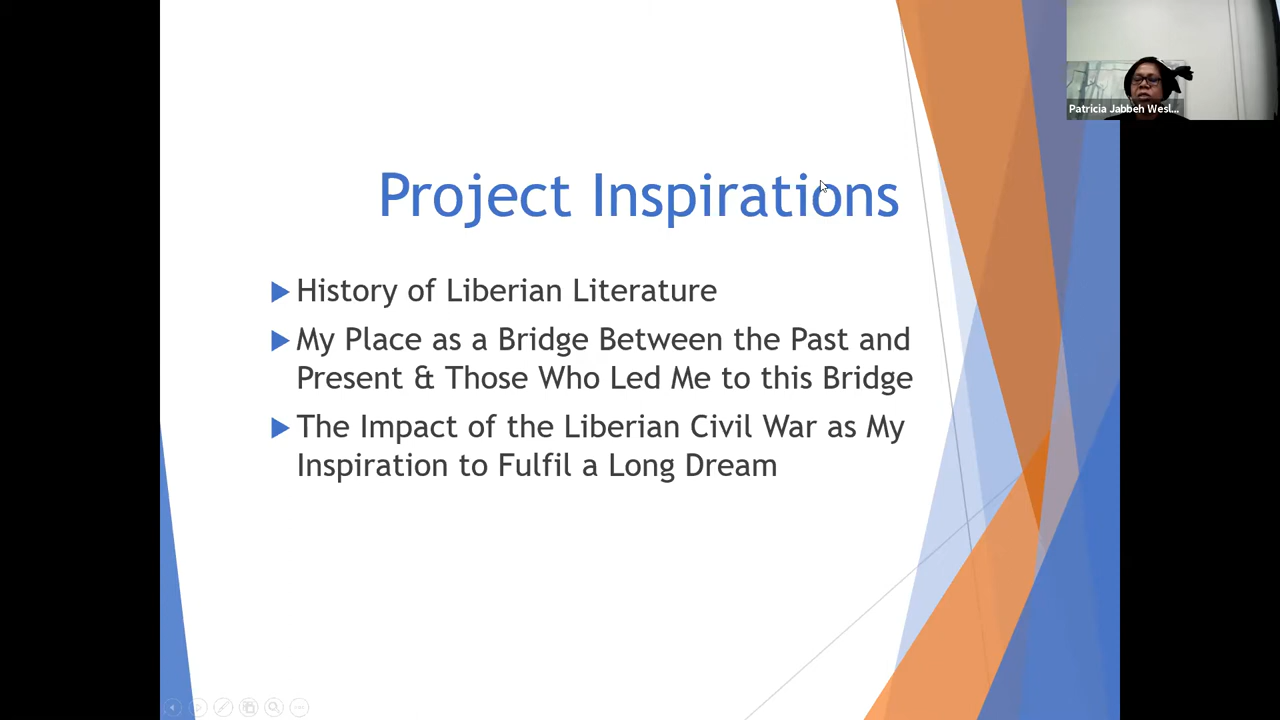 Patricia Jabbeh Wesl...
Project Inspirations
History of Liberian Literature
My Place as a Bridge Between the Past and
Present & Those Who Led Me to this Bridge
The Impact of the Liberian Civil War as My
Inspiration to Fulfil a Long Dream